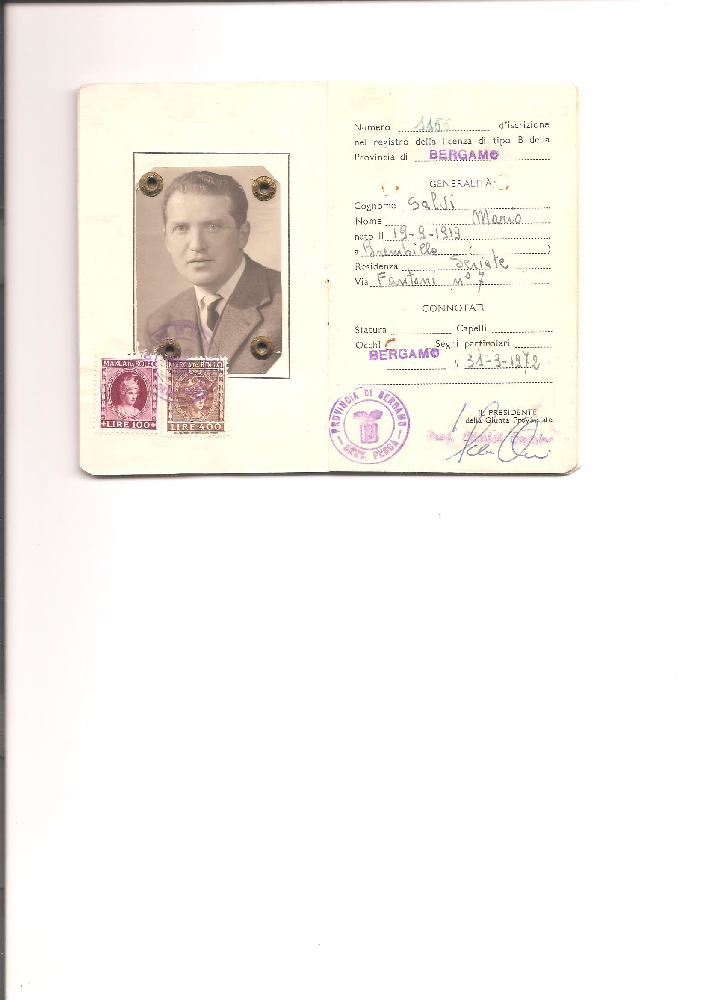 MARCA DA BOLLO
LIRE 100
MARCA DA BOLLO
LIRE 400
Numero 1155 d'iscrizione
nel registro della licenza di tipo B della
Provincia di BERGAMO
GENERALITÀ
Cognome Salvi
Nome Mario
nato il 19-9-1919
a Brembilla ( )
Residenza Seriate
Via Fantoni n° 7
CONNOTATI
Statura Capelli
Occhi Segni particolari
BERGAMO li 31-3-1972
PROVINCIA DI BERGAMO
SERV. PESCA
IL PRESIDENTE
della Giunta Provinciale
Prof.